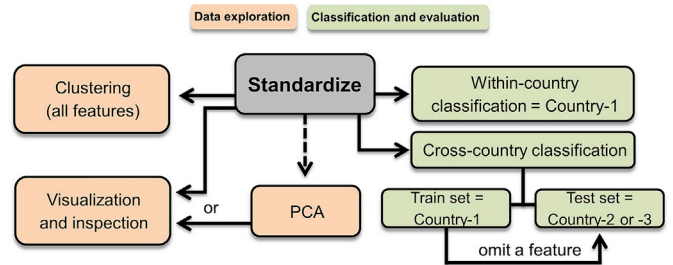 Data exploration
Classification and evaluation
Clustering
(all features)
Standardize
Within-country
classification = Country-1
Cross-country classification
Visualization
and inspection
or
PCA
Train set =
Country-1
Test set =
Country-2 or -3
omit a feature